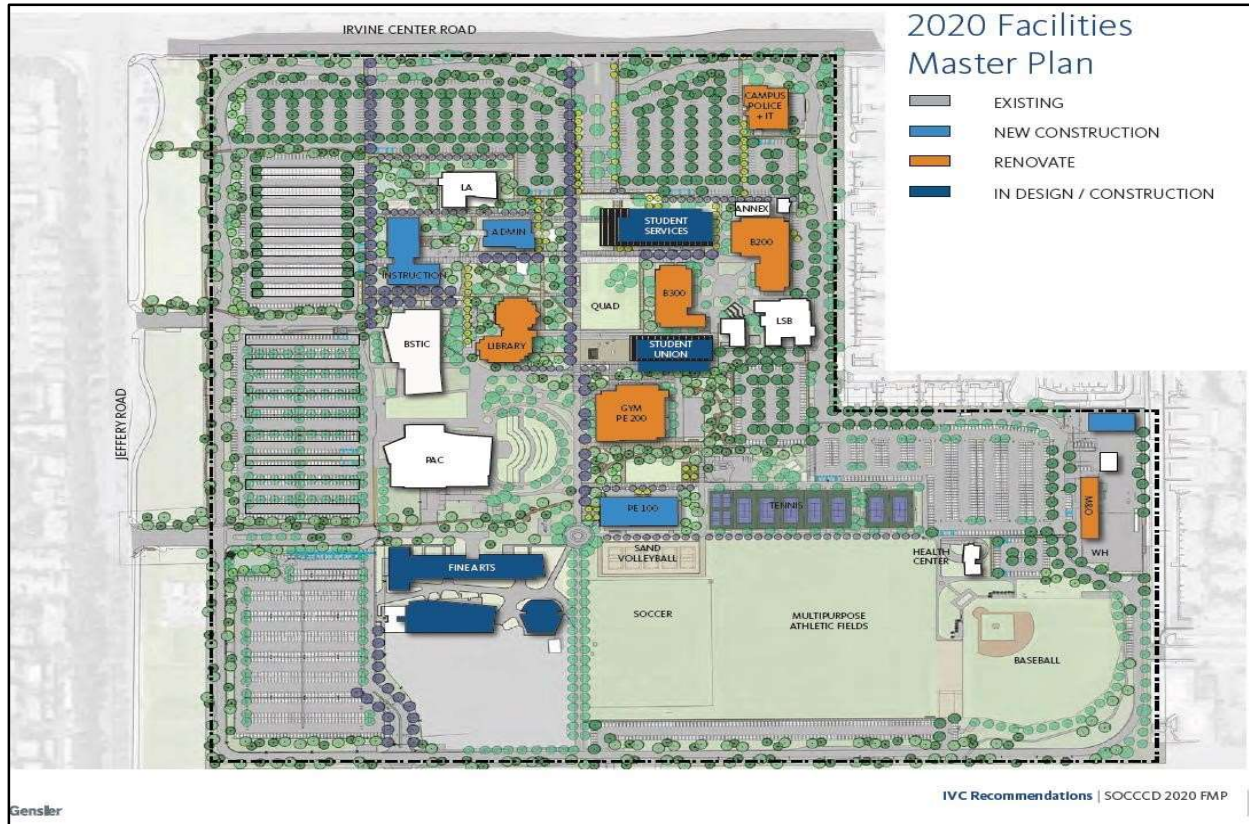 IRVINE CENTER ROAD
2020 Facilities
Master Plan
EXISTING
NEW CONSTRUCTION
RENOVATE
IN DESIGN / CONSTRUCTION
CAMPUS
POLICE
+ IT
LA
ANNEX
STUDENT
SERVICES
ADMIN
B200
INSTRUCTION
B300
QUAD
LSB
BSTIC
LIBRARY
STUDENT
UNION
JEFFERY ROAD
GYM
PE 200
PAC
PE 100
TENNIS
M&O
SAND
VOLLEYBALL
HEALTH
CENTER
WH
FINE ARTS
SOCCER
MULTIPURPOSE
ATHLETIC FIELDS
BASEBALL
IVC Recommendations | SOCCCD 2020 FMP
Gensler